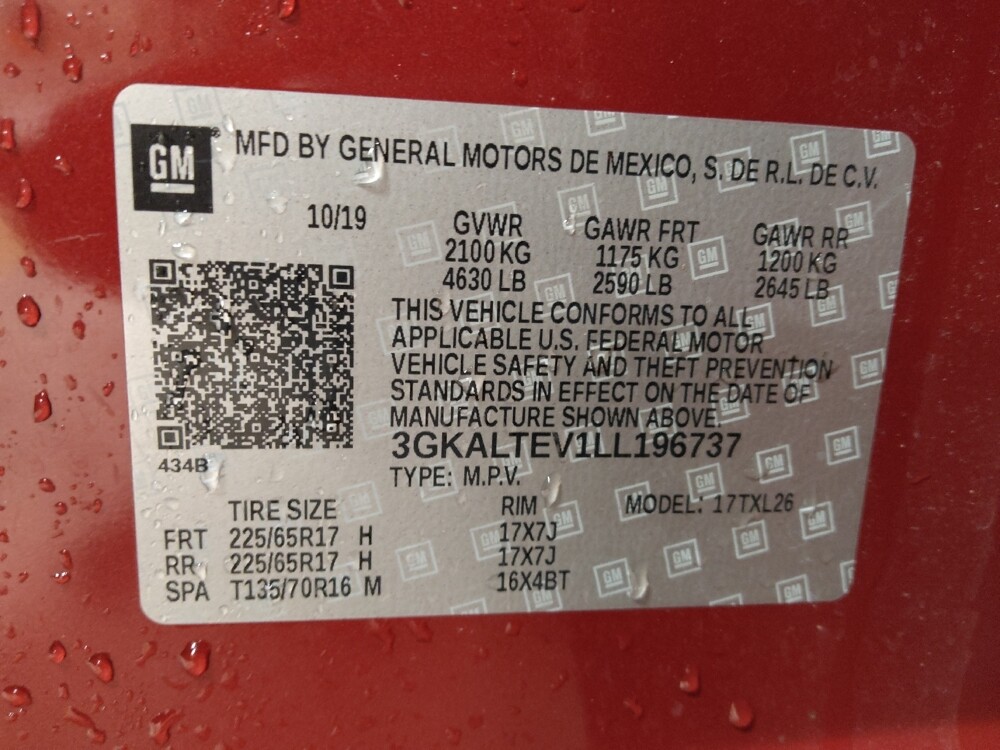 GM
MFD BY GENERAL MOTORS DE MEXICO, S. DE R.L. DE C.V.
10/19 GVWR GAWR FRT GAWR RR
2100 KG 1175 KG 1200 KG
4630 LB 2590 LB 2645 LB
THIS VEHICLE CONFORMS TO ALL
APPLICABLE U.S. FEDERAL MOTOR
VEHICLE SAFETY AND THEFT PREVENTION
STANDARDS IN EFFECT ON THE DATE OF
MANUFACTURE SHOWN ABOVE.
3GKALTEV1LL196737
434B
TYPE: M.P.V.
TIRE SIZE RIM MODEL: 17TXL26
FRT 225/65R17 H 17X7J
RR 225/65R17 H 17X7J
SPA T135/70R16 M 16X4BT